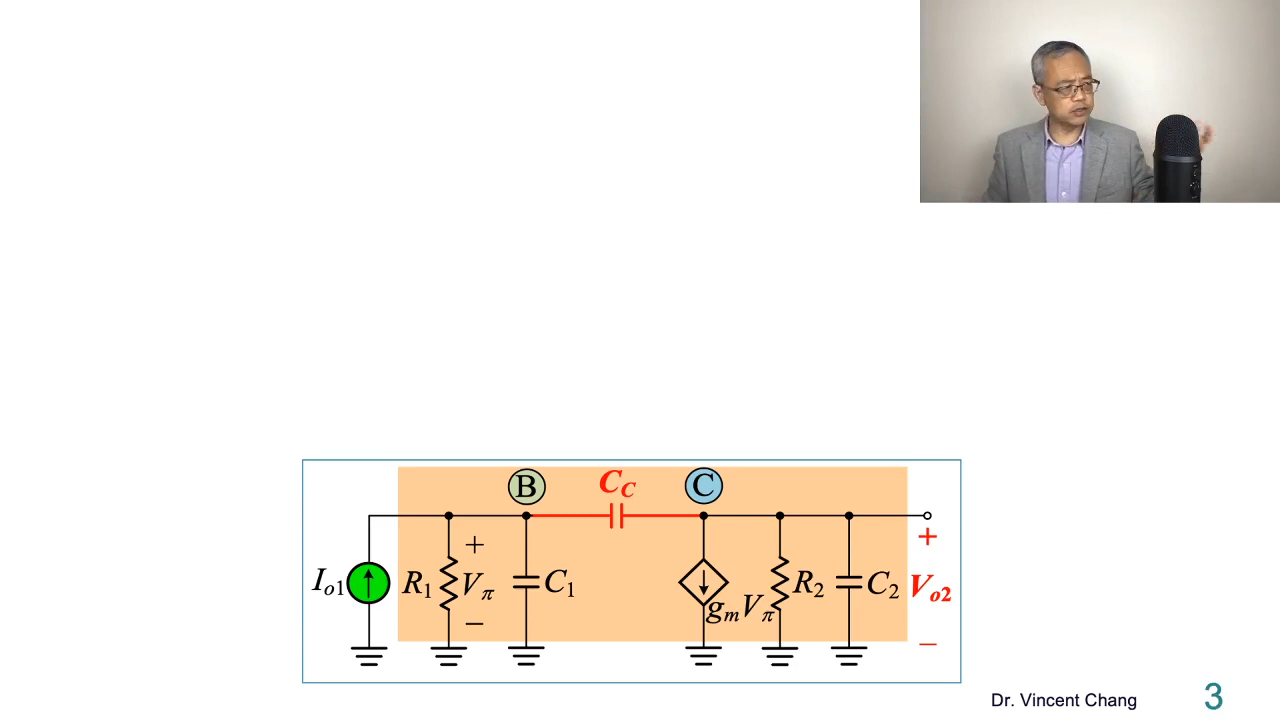 B C_C C
I_o1 R_1 + V_π − C_1 g_m V_π R_2 C_2 + V_o2 −
Dr. Vincent Chang 3